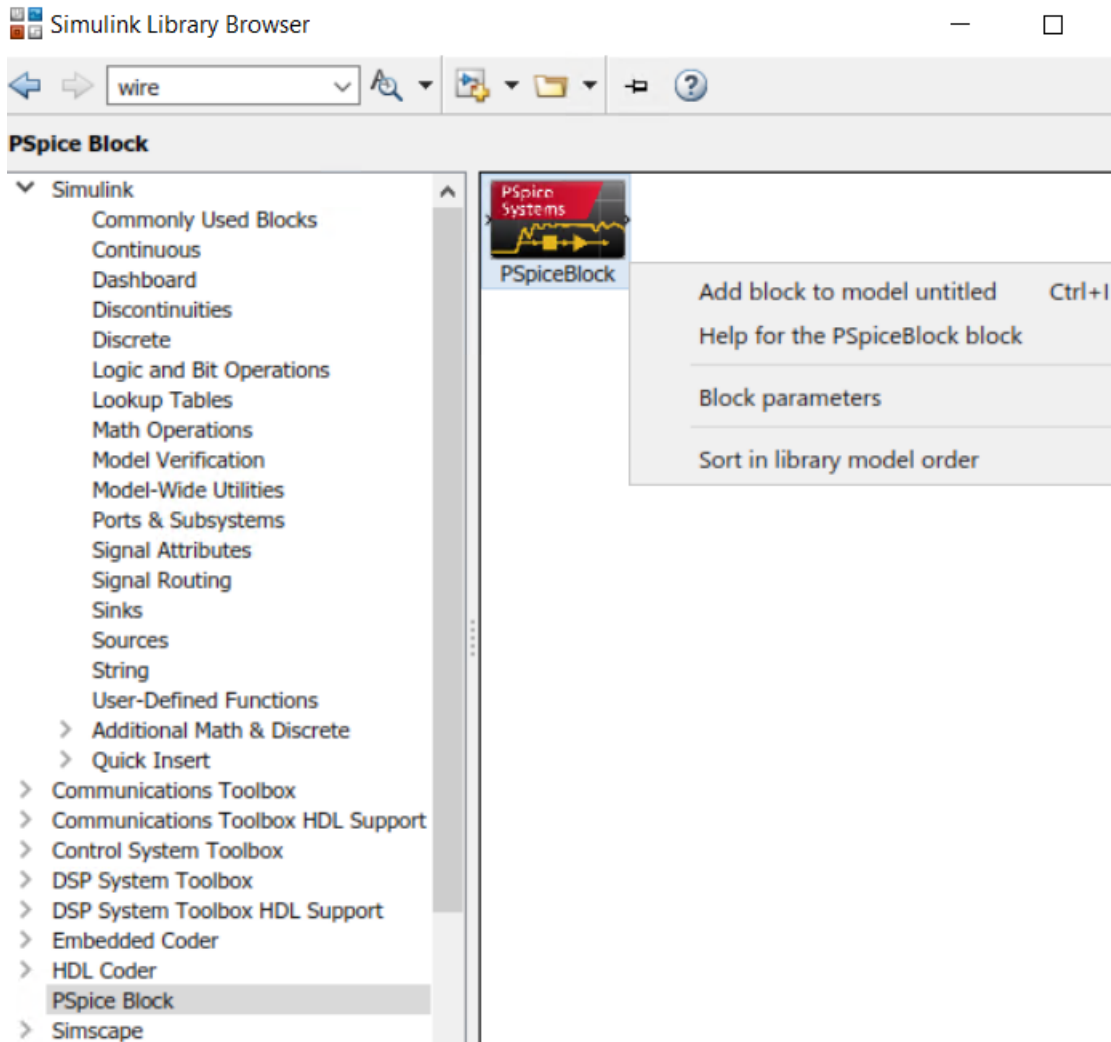 Simulink Library Browser
wire
PSpice Block
Simulink
Commonly Used Blocks
Continuous
Dashboard
Discontinuities
Discrete
Logic and Bit Operations
Lookup Tables
Math Operations
Model Verification
Model-Wide Utilities
Ports & Subsystems
Signal Attributes
Signal Routing
Sinks
Sources
String
User-Defined Functions
Additional Math & Discrete
Quick Insert
Communications Toolbox
Communications Toolbox HDL Support
Control System Toolbox
DSP System Toolbox
DSP System Toolbox HDL Support
Embedded Coder
HDL Coder
PSpice Block
Simscape
PSpice
Systems
PSpiceBlock
Add block to model untitled Ctrl+I
Help for the PSpiceBlock block
Block parameters
Sort in library model order